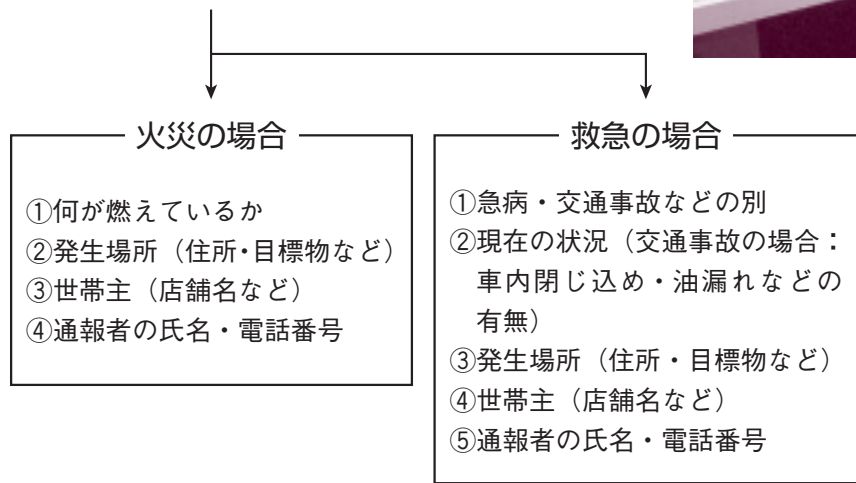 火災の場合
①何が燃えているか
②発生場所（住所・目標物など）
③世帯主（店舗名など）
④通報者の氏名・電話番号
救急の場合
①急病・交通事故などの別
②現在の状況（交通事故の場合：
車内閉じ込め・油漏れなどの
有無）
③発生場所（住所・目標物など）
④世帯主（店舗名など）
⑤通報者の氏名・電話番号